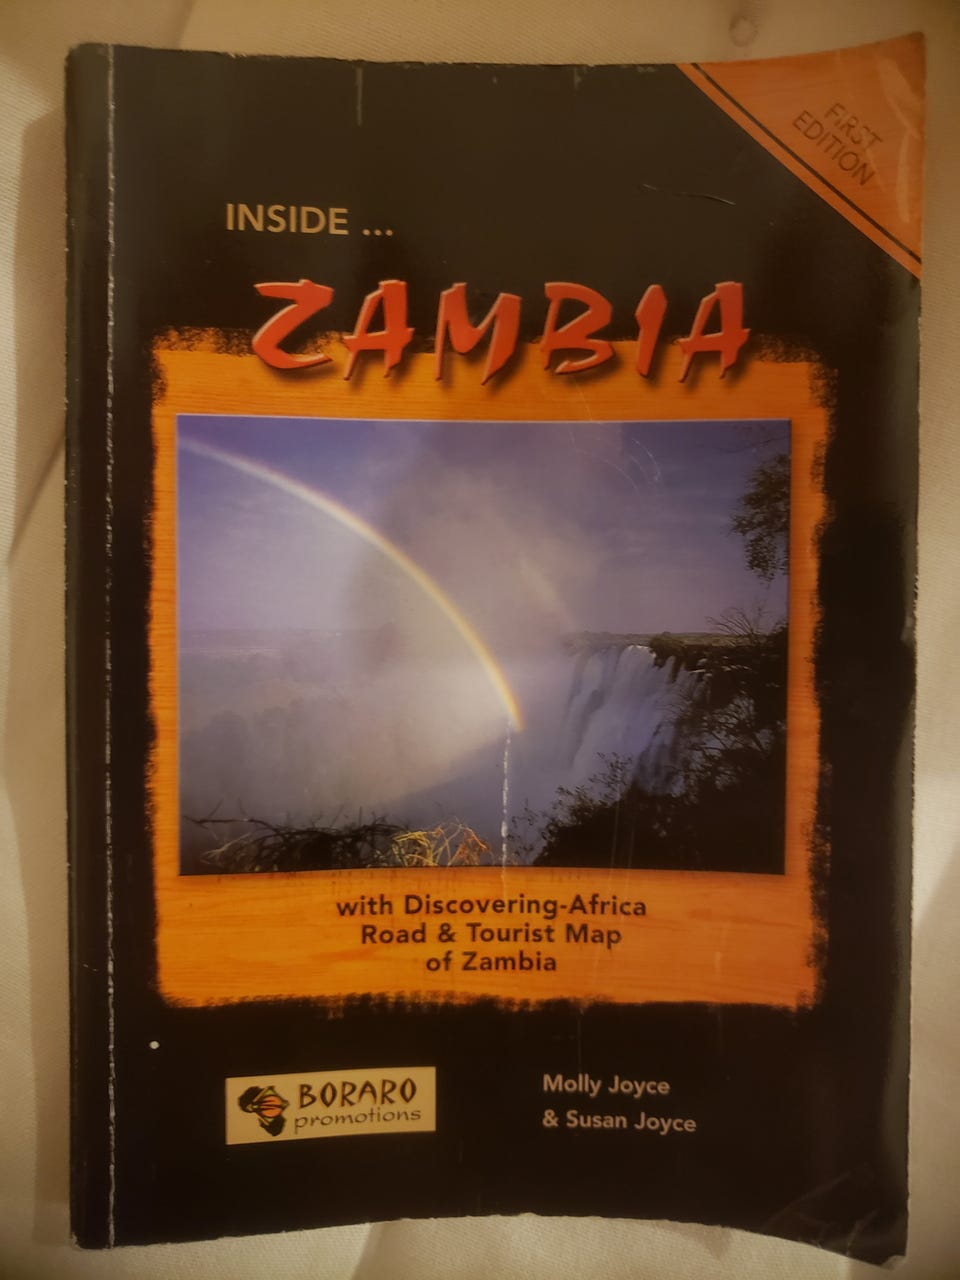 FIRST
EDITION
INSIDE ...
ZAMBIA
with Discovering-Africa
Road & Tourist Map
of Zambia
BORARO
promotions
Molly Joyce
& Susan Joyce